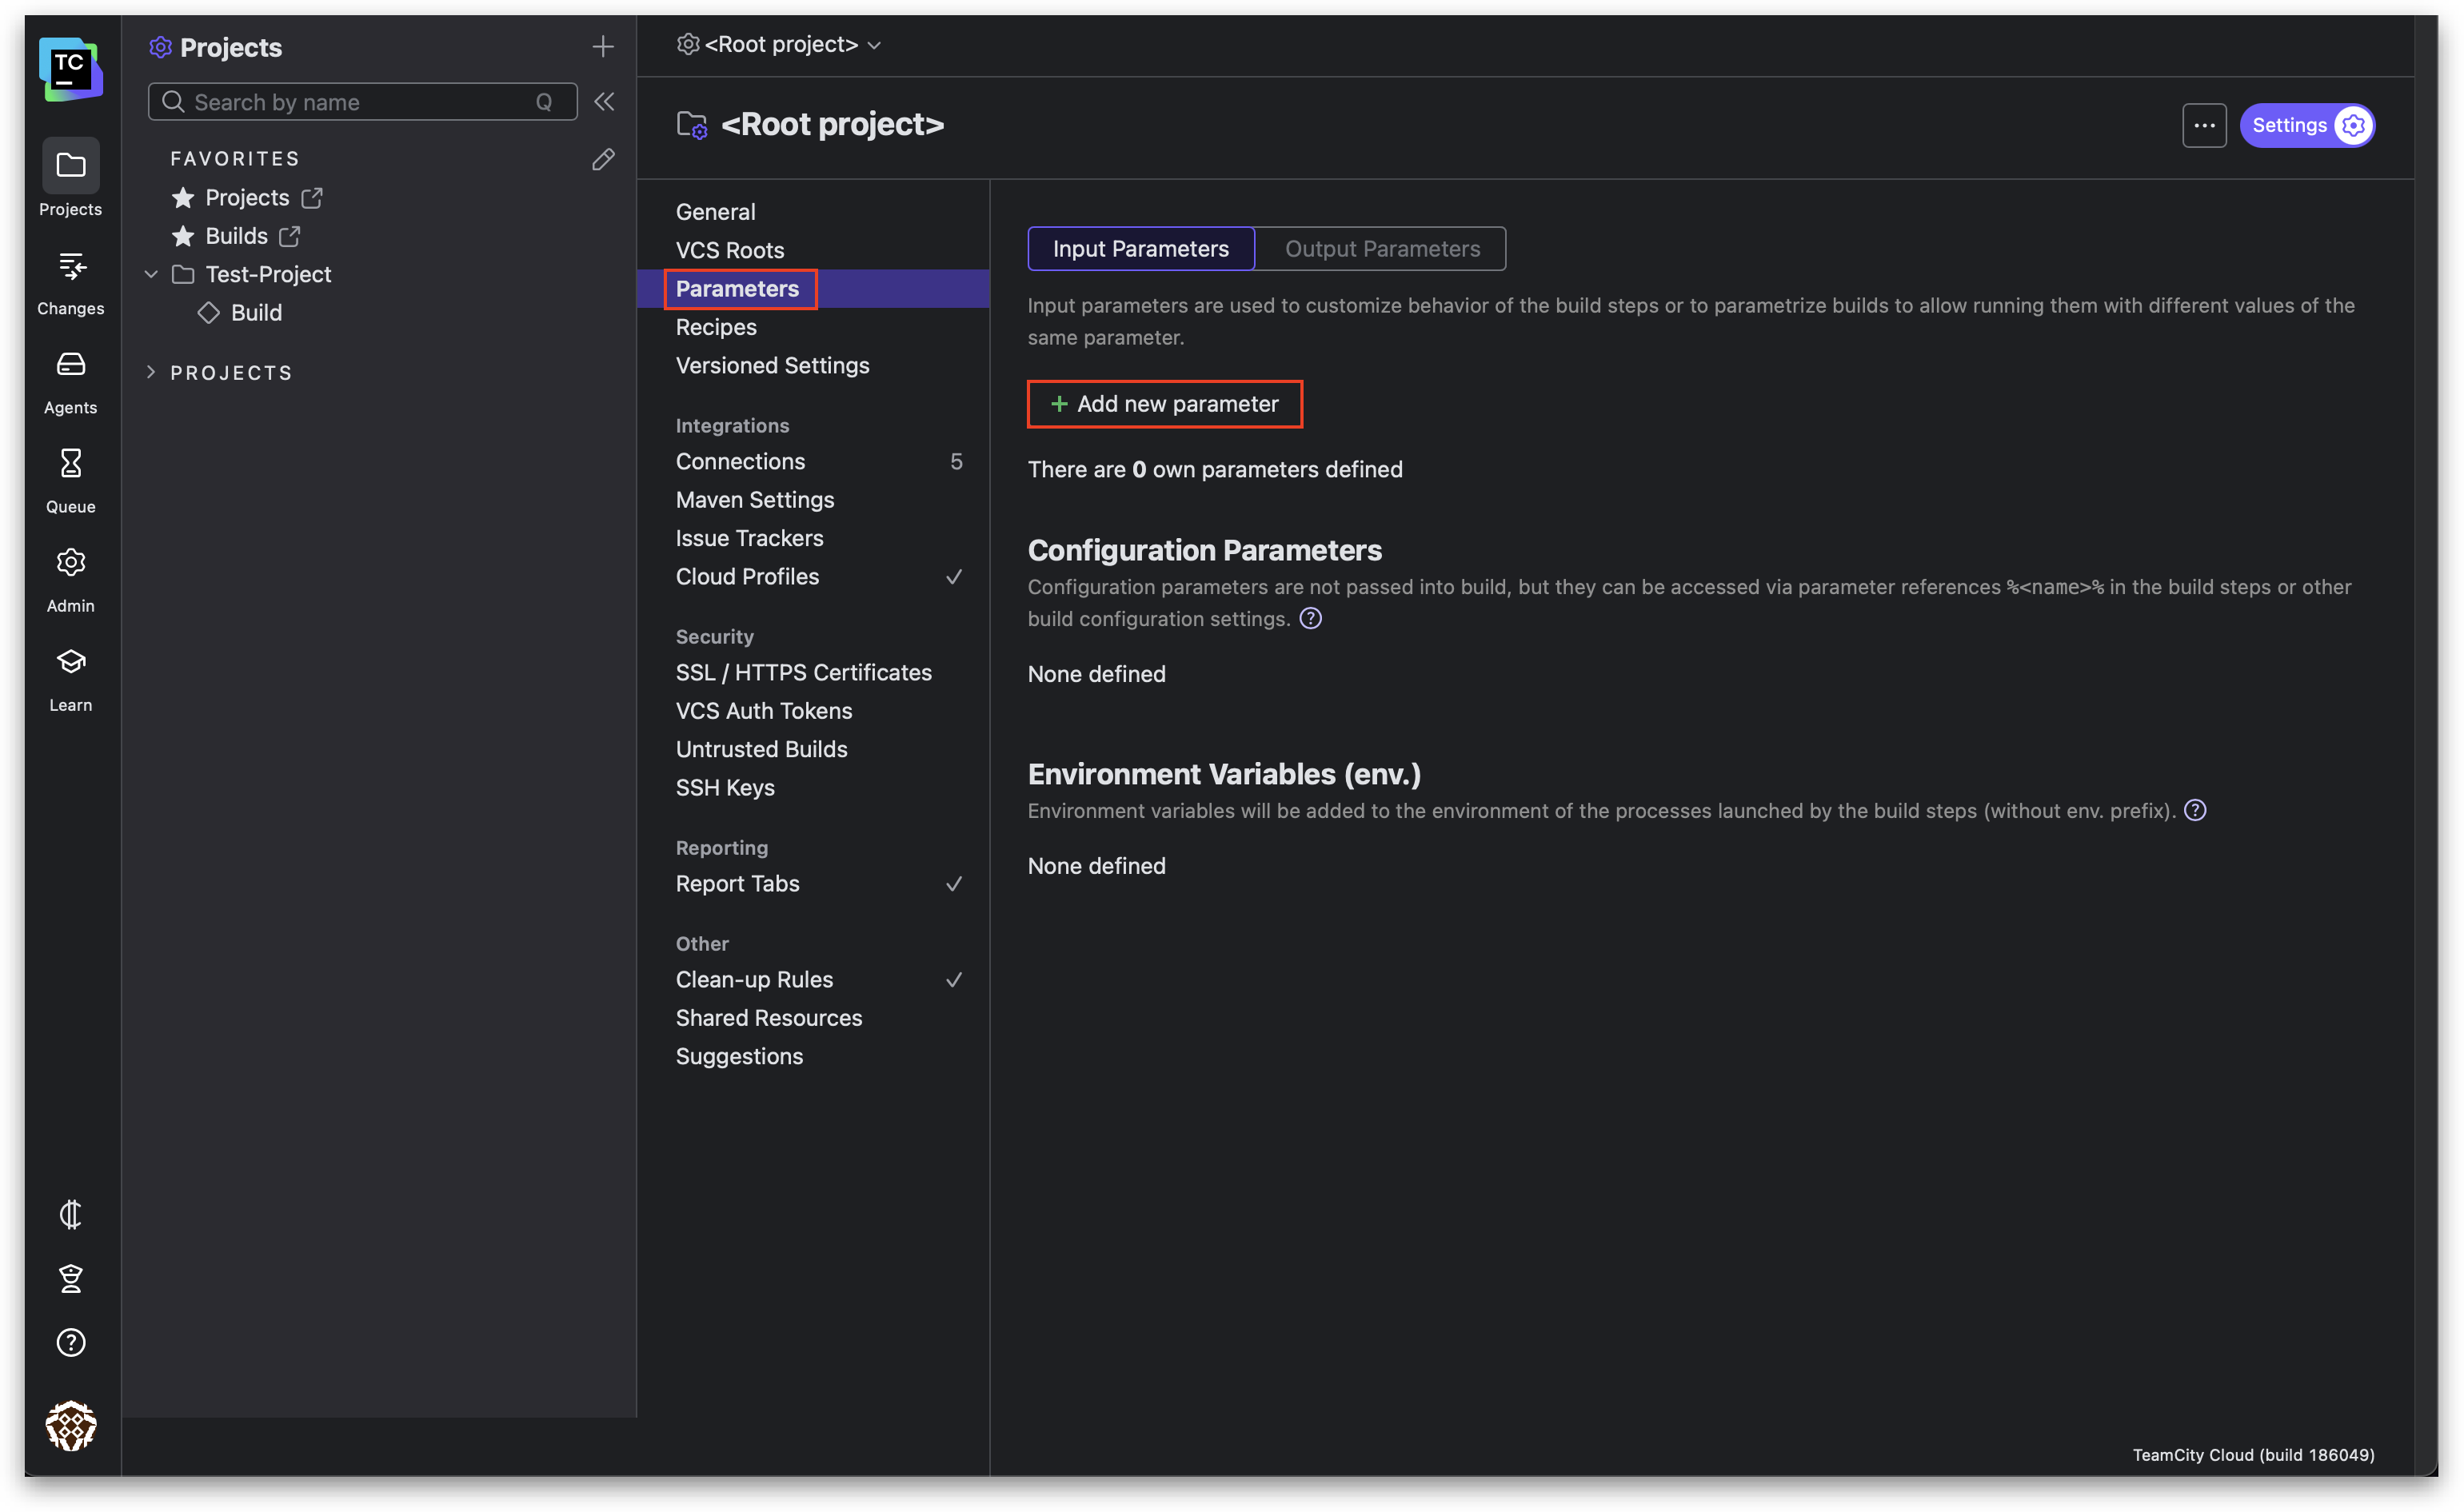 TC
Projects
Changes
Agents
Queue
Admin
Learn
Projects
Search by name
Q
FAVORITES
Projects
Builds
Test-Project
Build
PROJECTS
<Root project>
<Root project>
Settings
General
VCS Roots
Parameters
Recipes
Versioned Settings
Integrations
Connections 5
Maven Settings
Issue Trackers
Cloud Profiles
Security
SSL / HTTPS Certificates
VCS Auth Tokens
Untrusted Builds
SSH Keys
Reporting
Report Tabs
Other
Clean-up Rules
Shared Resources
Suggestions
Input Parameters Output Parameters
Input parameters are used to customize behavior of the build steps or to parametrize builds to allow running them with different values of the
same parameter.
+ Add new parameter
There are 0 own parameters defined
Configuration Parameters
Configuration parameters are not passed into build, but they can be accessed via parameter references %<name>% in the build steps or other
build configuration settings. ?
None defined
Environment Variables (env.)
Environment variables will be added to the environment of the processes launched by the build steps (without env. prefix). ?
None defined
TeamCity Cloud (build 186049)